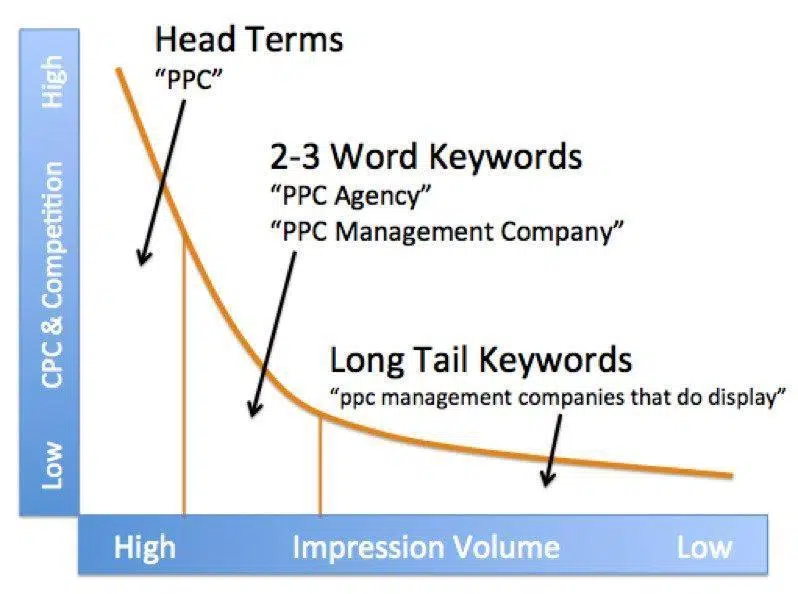 Head Terms
“PPC”
2-3 Word Keywords
“PPC Agency”
“PPC Management Company”
Long Tail Keywords
“ppc management companies that do display”
High
CPC & Competition
Low
High
Impression Volume
Low